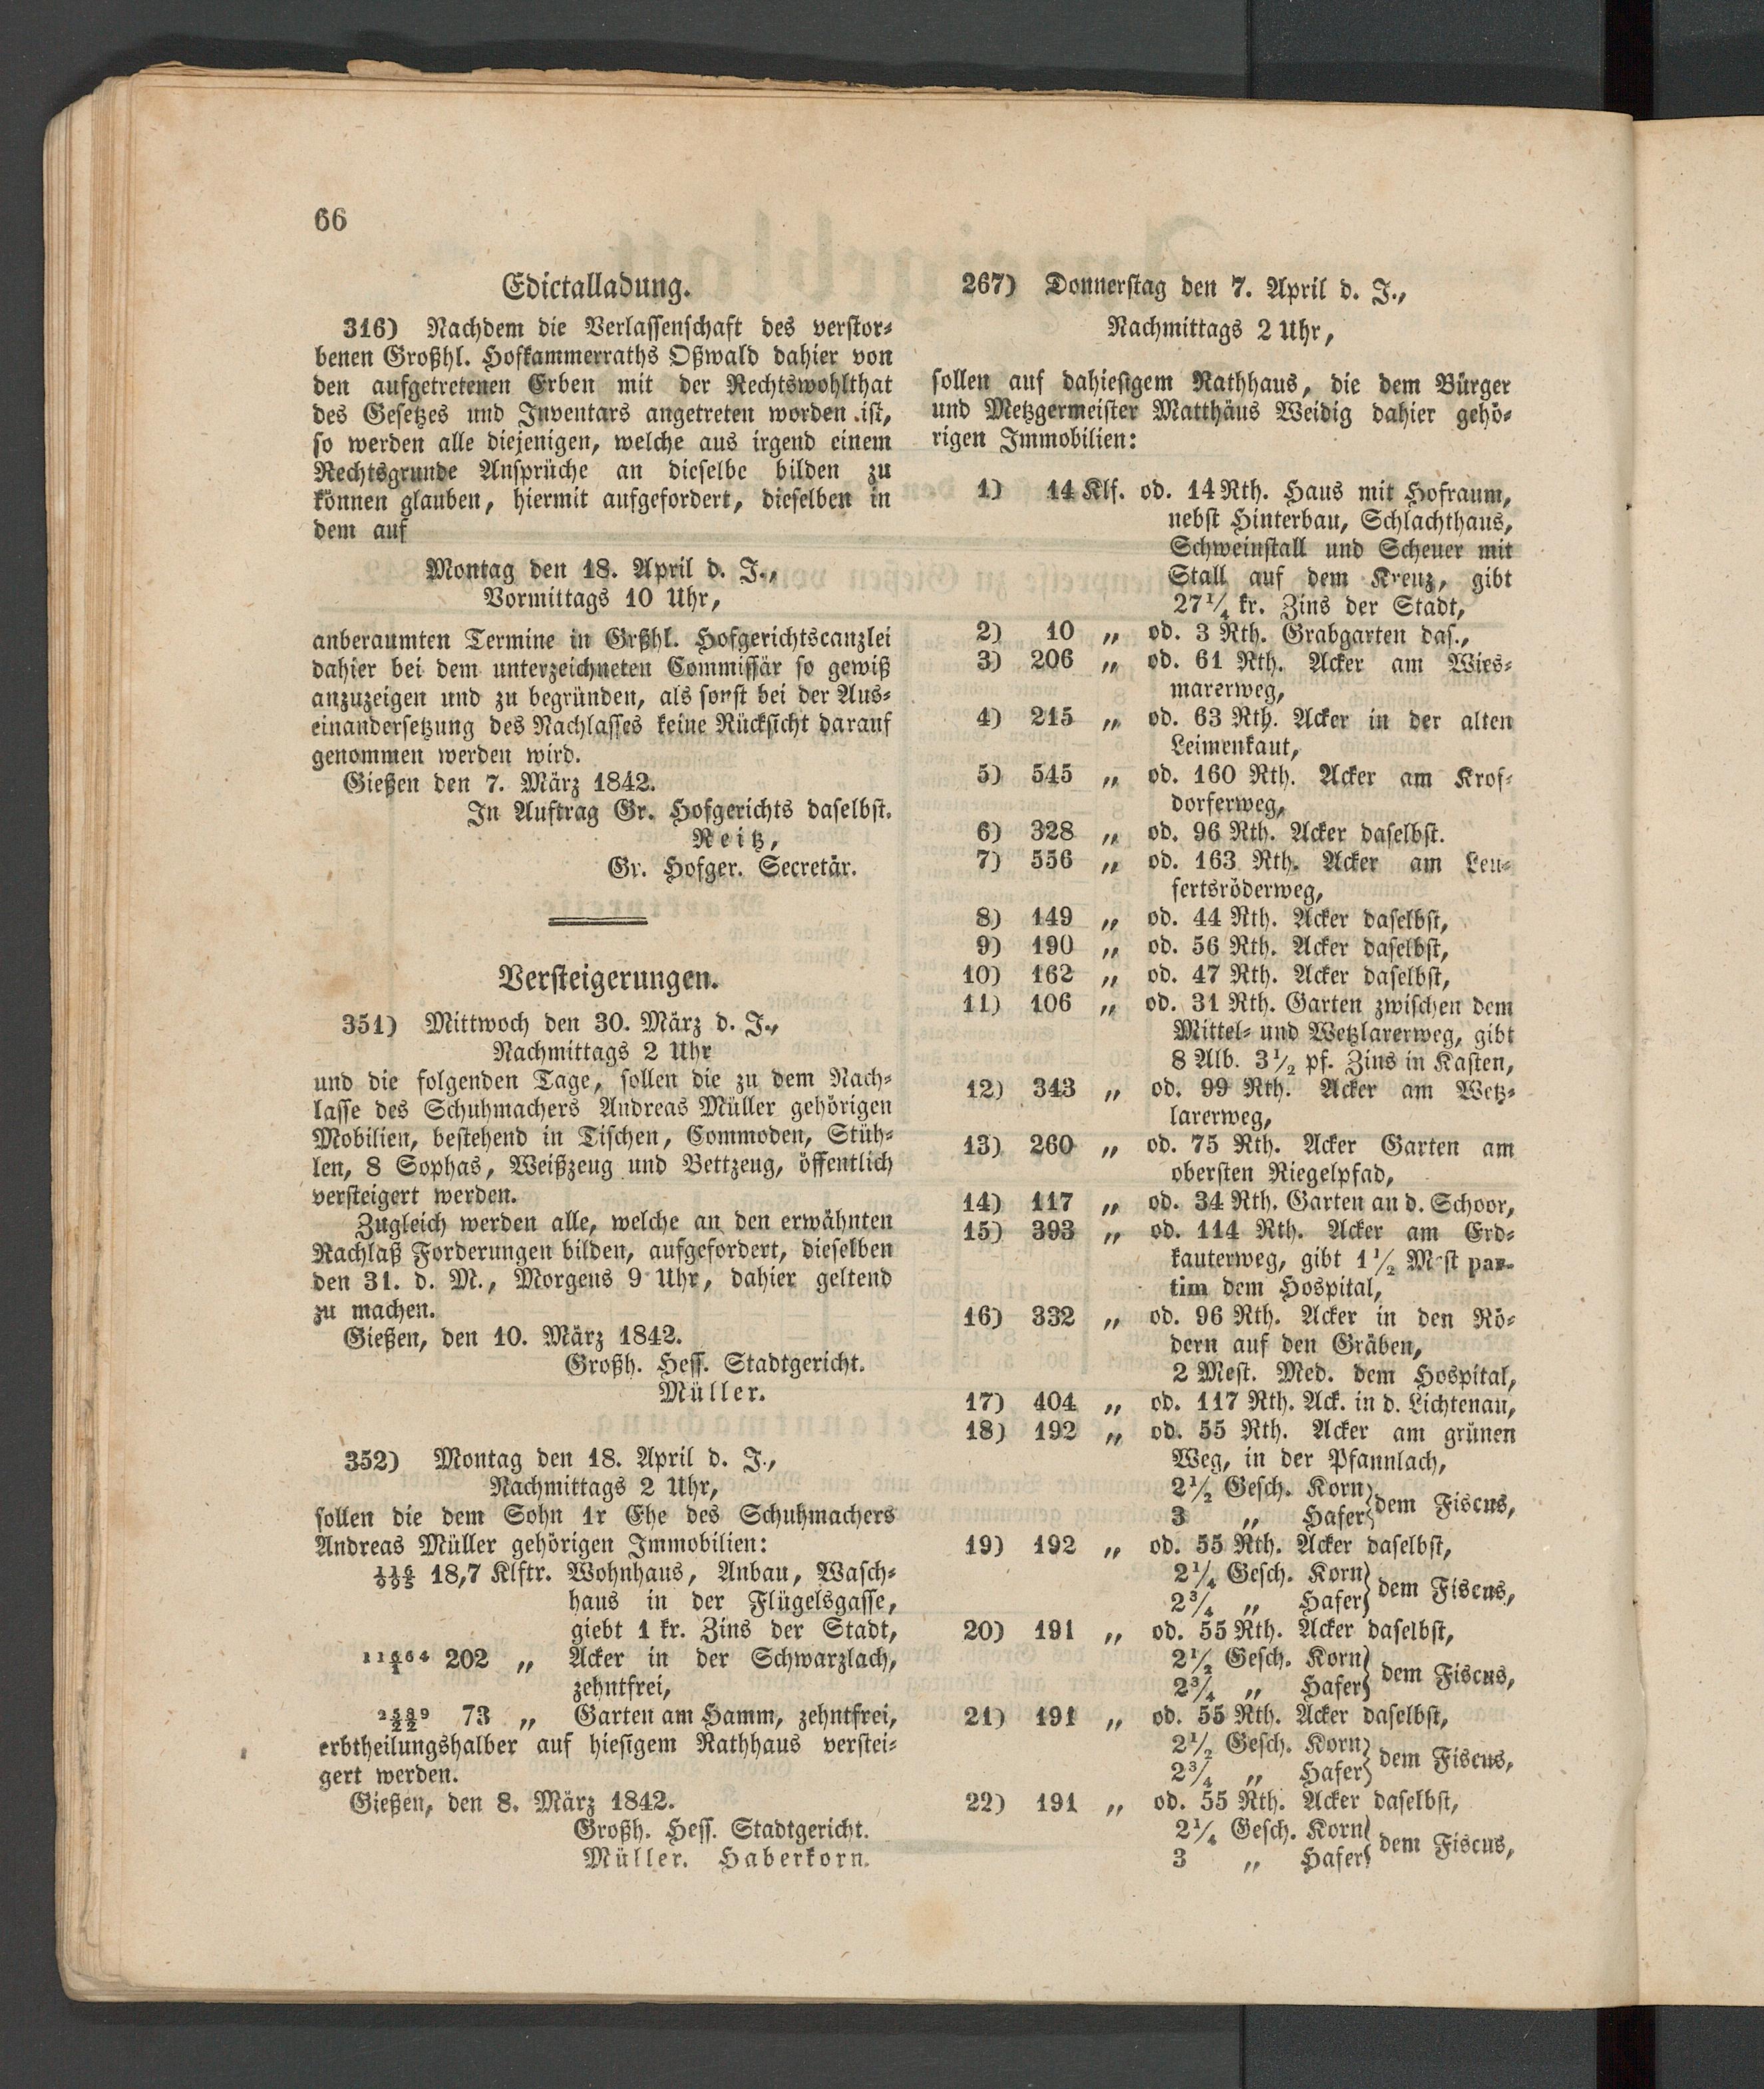 66
Edictalladung.
316) Nachdem die Verlassenschaft des verstor-
benen Großhl. Hofkammerraths Oßwald dahier von
den aufgetretenen Erben mit der Rechtswohlthat
des Gesetzes und Inventars angetreten worden ist,
so werden alle diejenigen, welche aus irgend einem
Rechtsgrunde Ansprüche an dieselbe bilden zu
können glauben, hiermit aufgefordert, dieselben in
dem auf
Montag den 18. April d. J.,
Vormittags 10 Uhr,
anberaumten Termine in Grßhl. Hofgerichtscanzlei
dahier bei dem unterzeichneten Commissär so gewiß
anzuzeigen und zu begründen, als sonst bei der Aus-
einandersetzung des Nachlasses keine Rücksicht darauf
genommen werden wird.
Gießen den 7. März 1842.
In Auftrag Gr. Hofgerichts daselbst.
Reitz,
Gr. Hofger. Secretär.
Versteigerungen.
351) Mittwoch den 30. März d. J.,
Nachmittags 2 Uhr
und die folgenden Tage, sollen die zu dem Nach-
lasse des Schuhmachers Andreas Müller gehörigen
Mobilien, bestehend in Tischen, Commoden, Stüh-
len, 8 Sophas, Weißzeug und Bettzeug, öffentlich
versteigert werden.
Zugleich werden alle, welche an den erwähnten
Nachlaß Forderungen bilden, aufgefordert, dieselben
den 31. d. M., Morgens 9 Uhr, dahier geltend
zu machen.
Gießen, den 10. März 1842.
Großh. Hess. Stadtgericht.
Müller.
352) Montag den 18. April d. J.,
Nachmittags 2 Uhr,
sollen die dem Sohn 1r Ehe des Schuhmachers
Andreas Müller gehörigen Immobilien:
18,7 Klftr. Wohnhaus, Anbau, Wasch-
haus in der Flügelsgasse,
giebt 1 kr. Zins der Stadt,
202 „ Acker in der Schwarzlach,
zehntfrei,
73 „ Garten am Hamm, zehntfrei,
erbtheilungshalber auf hiesigem Rathhaus verstei-
gert werden.
Gießen, den 8. März 1842.
Großh. Hess. Stadtgericht.
Müller. Haberkorn.
267) Donnerstag den 7. April d. J.,
Nachmittags 2 Uhr,
sollen auf dahiesigem Rathhaus, die dem Bürger
und Metzgermeister Matthäus Weidig dahier gehö-
rigen Immobilien:
1) 14 Klf. od. 14 Rth. Haus mit Hofraum,
nebst Hinterbau, Schlachthaus,
Schweinstall und Scheuer mit
Stall auf dem Kreuz, gibt
27¼ kr. Zins der Stadt,
2) 10 „ od. 3 Rth. Grabgarten das.,
3) 206 „ od. 61 Rth. Acker am Wies-
marerweg,
4) 215 „ od. 63 Rth. Acker in der alten
Leimenkaut,
5) 545 „ od. 160 Rth. Acker am Krof-
dorferweg,
6) 328 „ od. 96 Rth. Acker daselbst.
7) 556 „ od. 163 Rth. Acker am Leu-
fertsröderweg,
8) 149 „ od. 44 Rth. Acker daselbst,
9) 190 „ od. 56 Rth. Acker daselbst,
10) 162 „ od. 47 Rth. Acker daselbst,
11) 106 „ od. 31 Rth. Garten zwischen dem
Mittel- und Wetzlarerweg, gibt
8 Alb. 3½ pf. Zins in Kasten,
12) 343 „ od. 99 Rth. Acker am Wetz-
larerweg,
13) 260 „ od. 75 Rth. Acker Garten am
obersten Riegelpfad,
14) 117 „ od. 34 Rth. Garten an d. Schoor,
15) 393 „ od. 114 Rth. Acker am Erd-
kauterweg, gibt 1½ Mest par-
tim dem Hospital,
16) 332 „ od. 96 Rth. Acker in den Rö-
dern auf den Gräben,
2 Mest. Med. dem Hospital,
17) 404 „ od. 117 Rth. Ack. in d. Lichtenau,
18) 192 „ od. 55 Rth. Acker am grünen
Weg, in der Pfannlach,
2½ Gesch. Korn
3 „ Hafer} dem Fiscus,
19) 192 „ od. 55 Rth. Acker daselbst,
2¼ Gesch. Korn
2¾ „ Hafer} dem Fiscus,
20) 191 „ od. 55 Rth. Acker daselbst,
2½ Gesch. Korn
2¾ „ Hafer} dem Fiscus,
21) 191 „ od. 55 Rth. Acker daselbst,
2½ Gesch. Korn
2¾ „ Hafer} dem Fiscus,
22) 191 „ od. 55 Rth. Acker daselbst,
2¼ Gesch. Korn
3 „ Hafer} dem Fiscus,